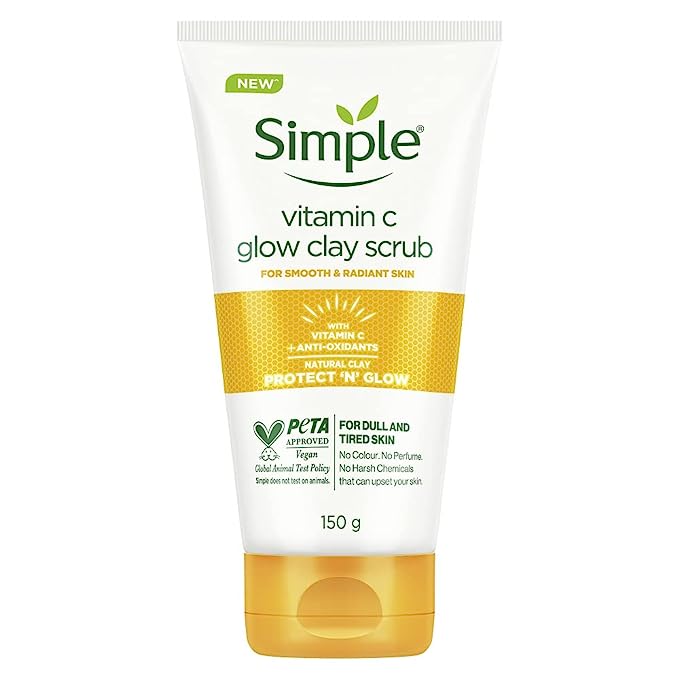 NEW^
Simple®
vitamin c
glow clay scrub
FOR SMOOTH & RADIANT SKIN
WITH
VITAMIN C
+ANTI-OXIDANTS
NATURAL CLAY
PROTECT 'N' GLOW
PETA
APPROVED
Vegan
Global Animal Test Policy
Simple does not test on animals.
FOR DULL AND
TIRED SKIN
No Colour. No Perfume.
No Harsh Chemicals
that can upset your skin.
150 g